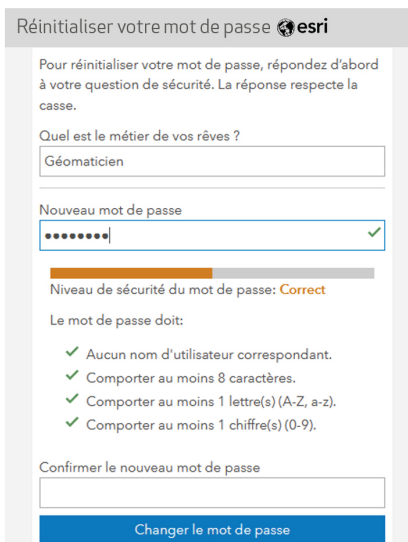 Réinitialiser votre mot de passe esri
Pour réinitialiser votre mot de passe, répondez d'abord
à votre question de sécurité. La réponse respecte la
casse.
Quel est le métier de vos rêves ?
Géomaticien
Nouveau mot de passe
••••••••
Niveau de sécurité du mot de passe: Correct
Le mot de passe doit:
Aucun nom d'utilisateur correspondant.
Comporter au moins 8 caractères.
Comporter au moins 1 lettre(s) (A-Z, a-z).
Comporter au moins 1 chiffre(s) (0-9).
Confirmer le nouveau mot de passe
Changer le mot de passe